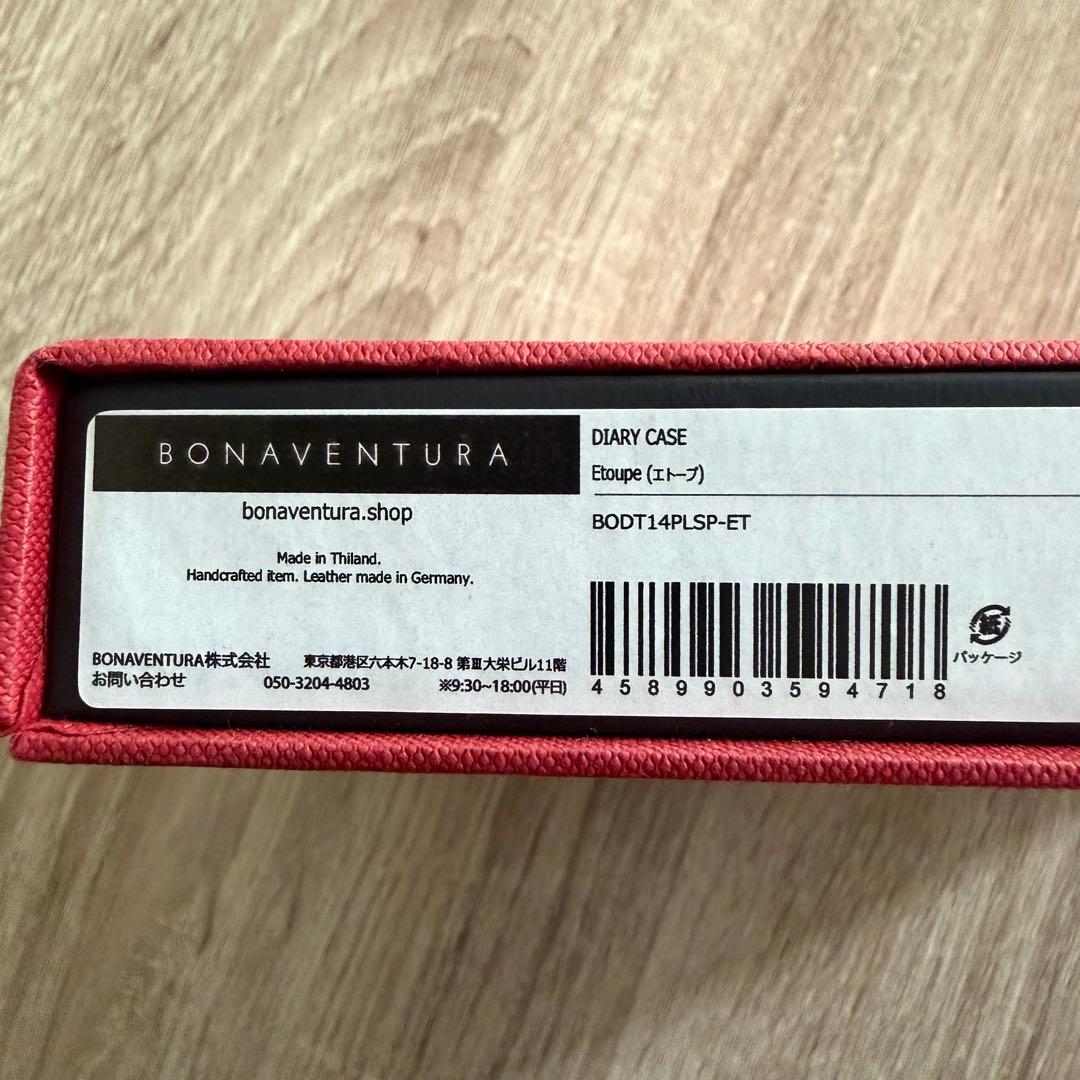 BONAVENTURA
bonaventura.shop
Made in Thiland.
Handcrafted item. Leather made in Germany.
BONAVENTURA株式会社 東京都港区六本木7-18-8 第Ⅲ大栄ビル11階
お問い合わせ 050-3204-4803 ※9:30~18:00(平日)
DIARY CASE
Etoupe (エトープ)
BODT14PLSP-ET
4589903594718
紙
パッケージ